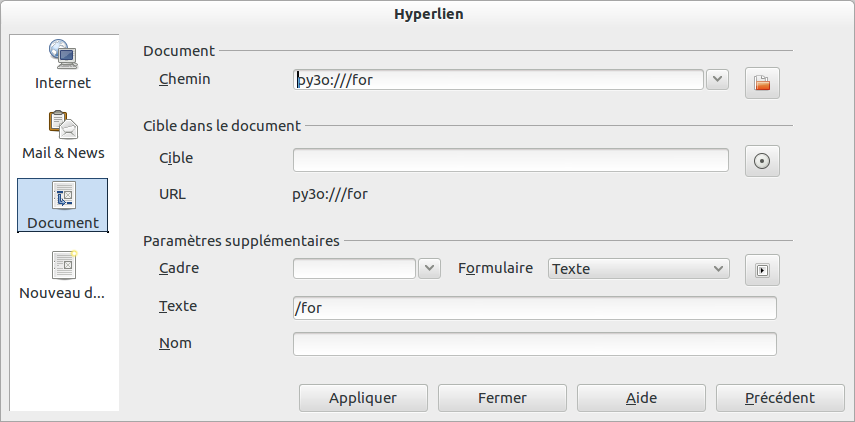 Hyperlien
Internet
Mail & News
Document
Nouveau d...
Document
Chemin py3o:///for
Cible dans le document
Cible
URL py3o:///for
Paramètres supplémentaires
Cadre Formulaire Texte
Texte /for
Nom
Appliquer Fermer Aide Précédent